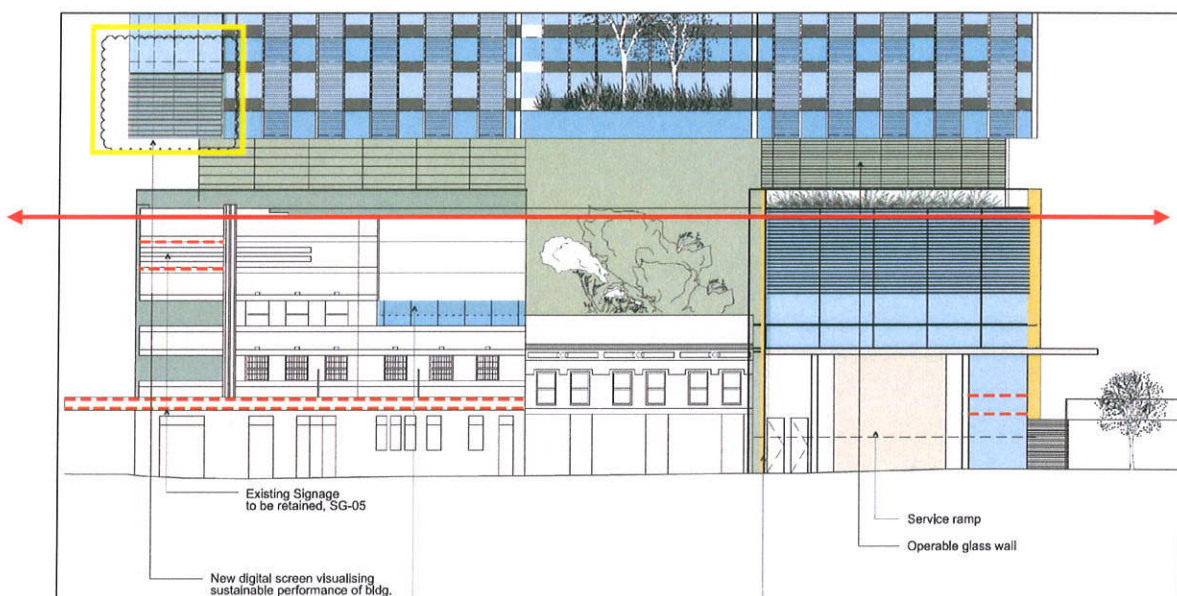 Existing Signage
to be retained, SG-05
New digital screen visualising
sustainable performance of bldg.
Service ramp
Operable glass wall